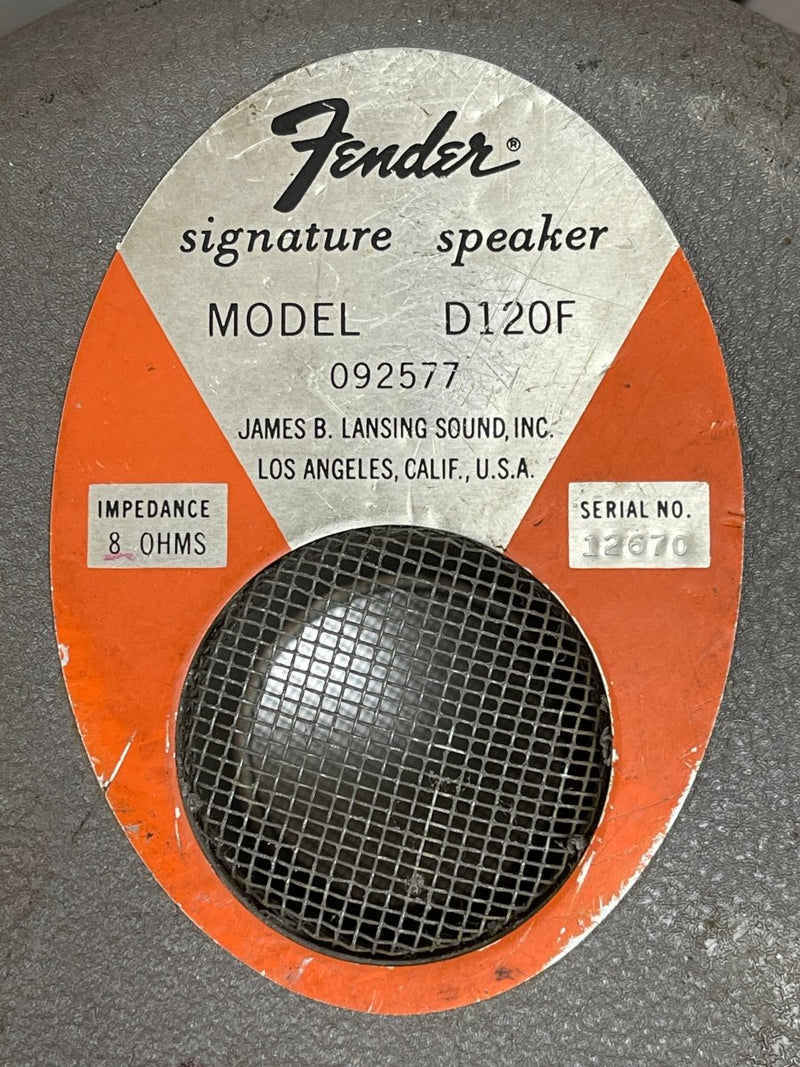 Fender®
signature speaker
MODEL D120F
092577
JAMES B. LANSING SOUND, INC.
LOS ANGELES, CALIF., U.S.A.
IMPEDANCE
8 OHMS
SERIAL NO.
12670